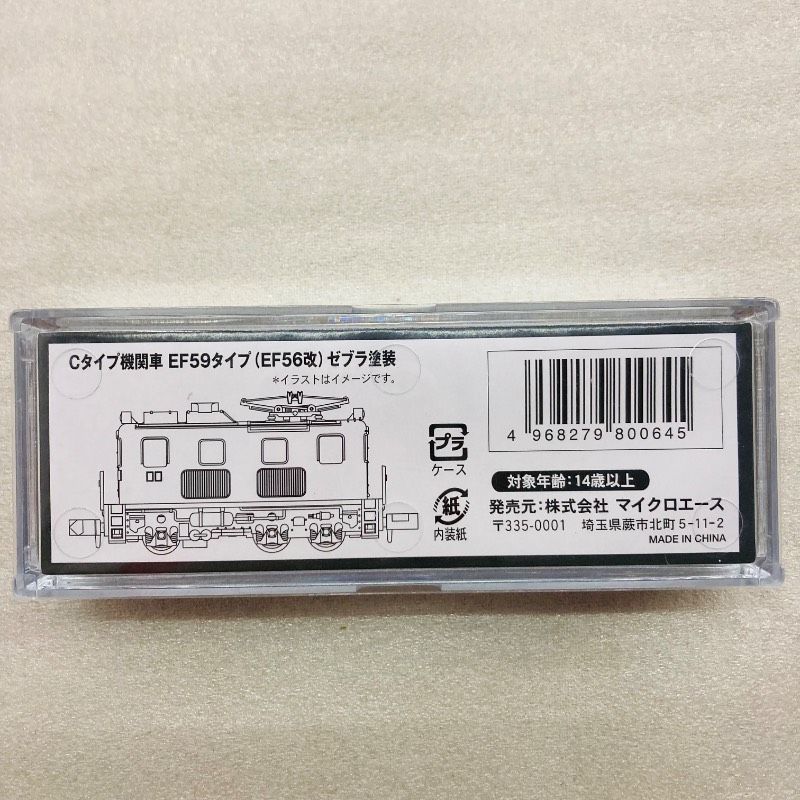 Cタイプ機関車 EF59タイプ(EF56改)ゼブラ塗装
*イラストはイメージです。
プラ
ケース
紙
内装紙
4 968279 800645
対象年齢:14歳以上
発売元:株式会社 マイクロエース
〒335-0001 埼玉県蕨市北町5-11-2
MADE IN CHINA